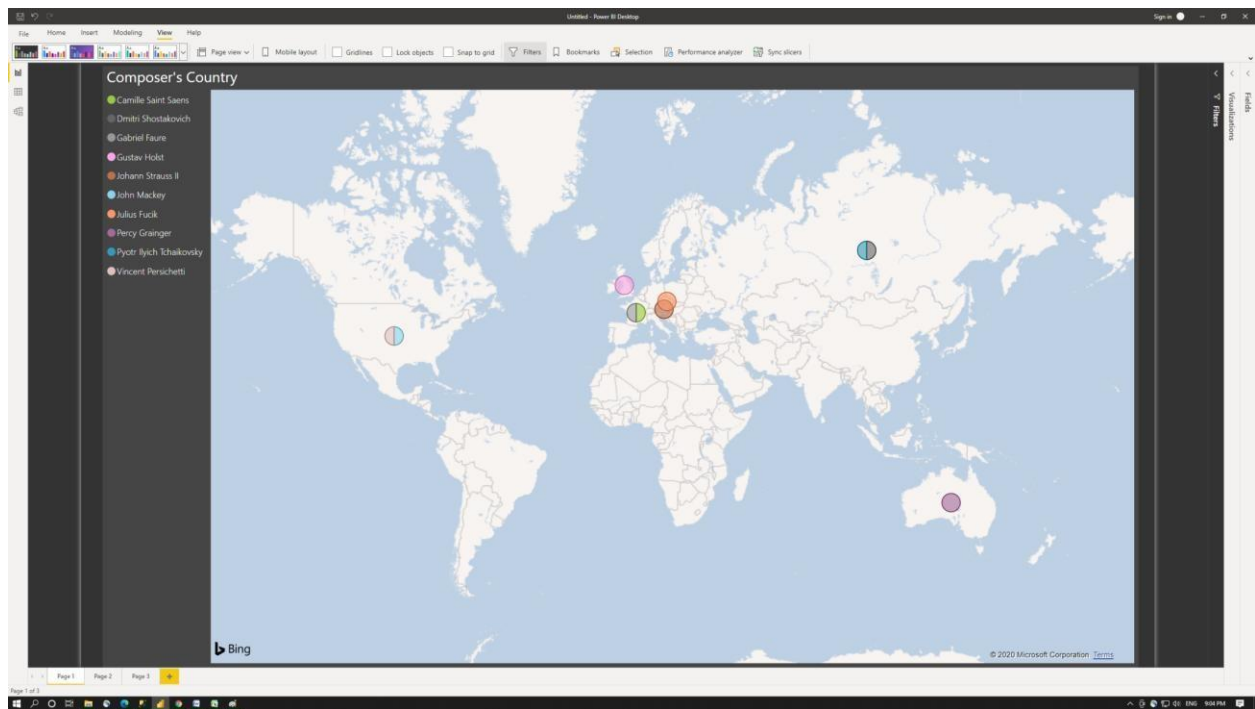 Untitled - Power BI Desktop
Sign in
File Home Insert Modeling View Help
Page view Mobile layout Gridlines Lock objects Snap to grid Filters Bookmarks Selection Performance analyzer Sync slicers
Composer's Country
Camille Saint Saens
Dmitri Shostakovich
Gabriel Faure
Gustav Holst
Johann Strauss II
John Mackey
Julius Fucik
Percy Grainger
Pyotr Ilyich Tchaikovsky
Vincent Persichetti
Filters
Visualizations
Fields
Bing
© 2020 Microsoft Corporation Terms
Page 1 Page 2 Page 3 +
Page 1 of 3
ENG 9:04 PM